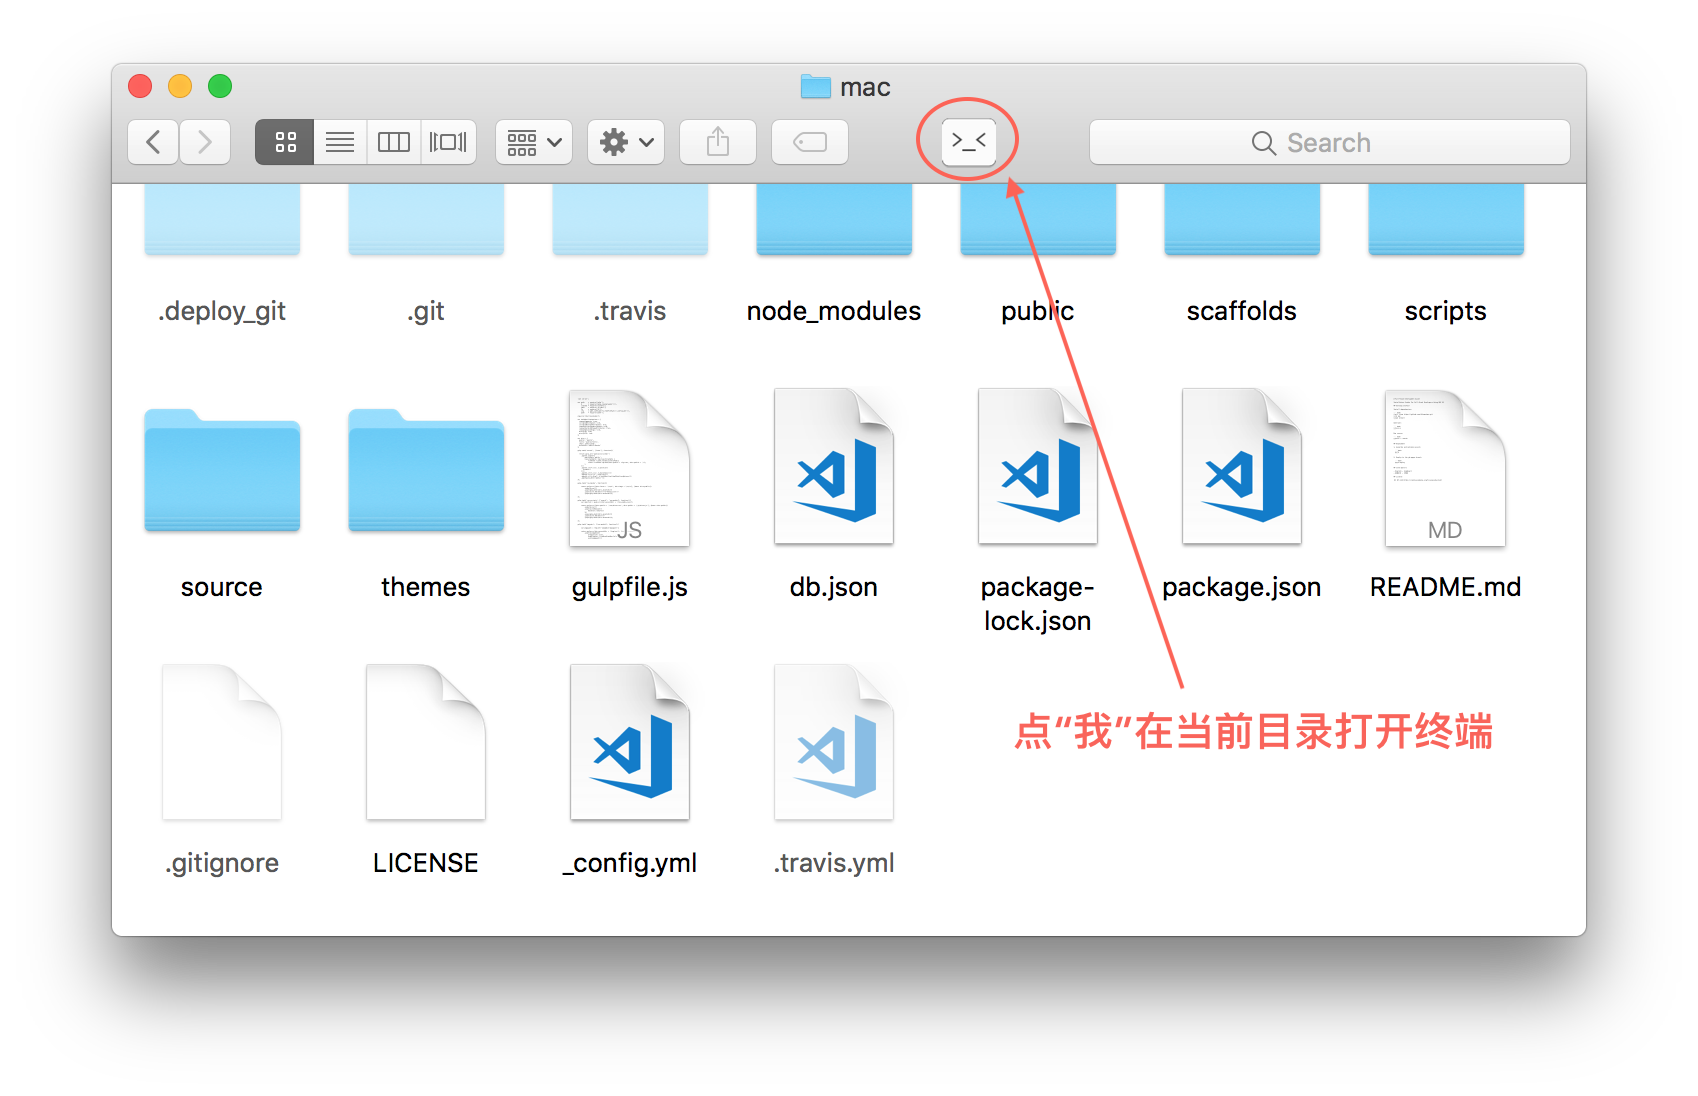 mac
>_<
Search
.deploy_git
.git
.travis
node_modules
public
scaffolds
scripts
JS
MD
source
themes
gulpfile.js
db.json
package-
lock.json
package.json
README.md
点“我”在当前目录打开终端
.gitignore
LICENSE
_config.yml
.travis.yml